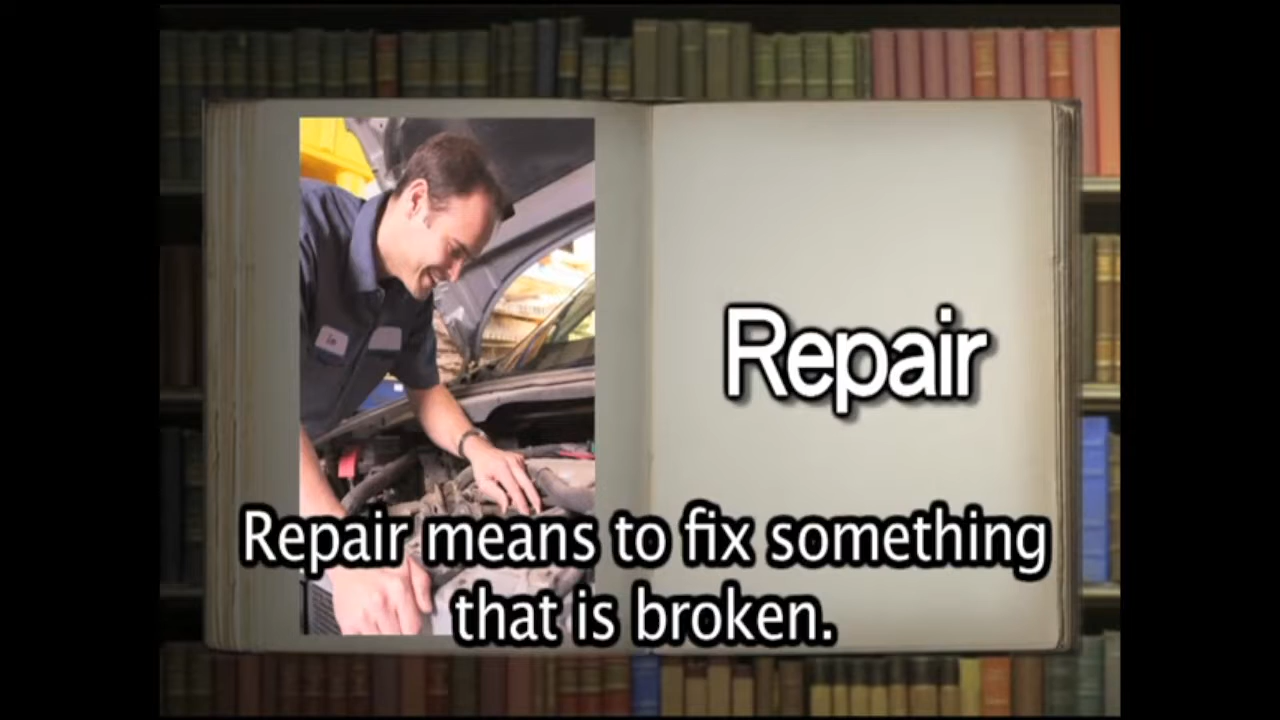 Repair
Repair means to fix something
that is broken.